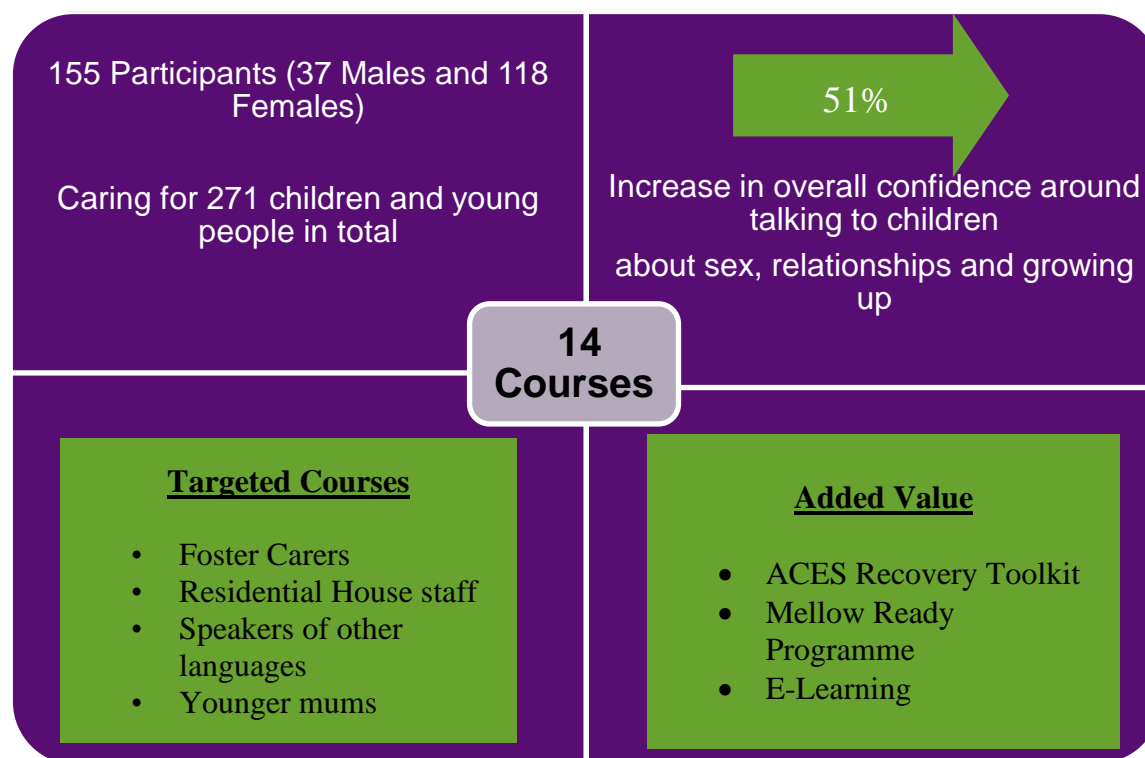 155 Participants (37 Males and 118
Females)
Caring for 271 children and young
people in total
51%
Increase in overall confidence around
talking to children
about sex, relationships and growing
up
14
Courses
Targeted Courses
• Foster Carers
• Residential House staff
• Speakers of other
languages
• Younger mums
Added Value
• ACES Recovery Toolkit
• Mellow Ready
Programme
• E-Learning